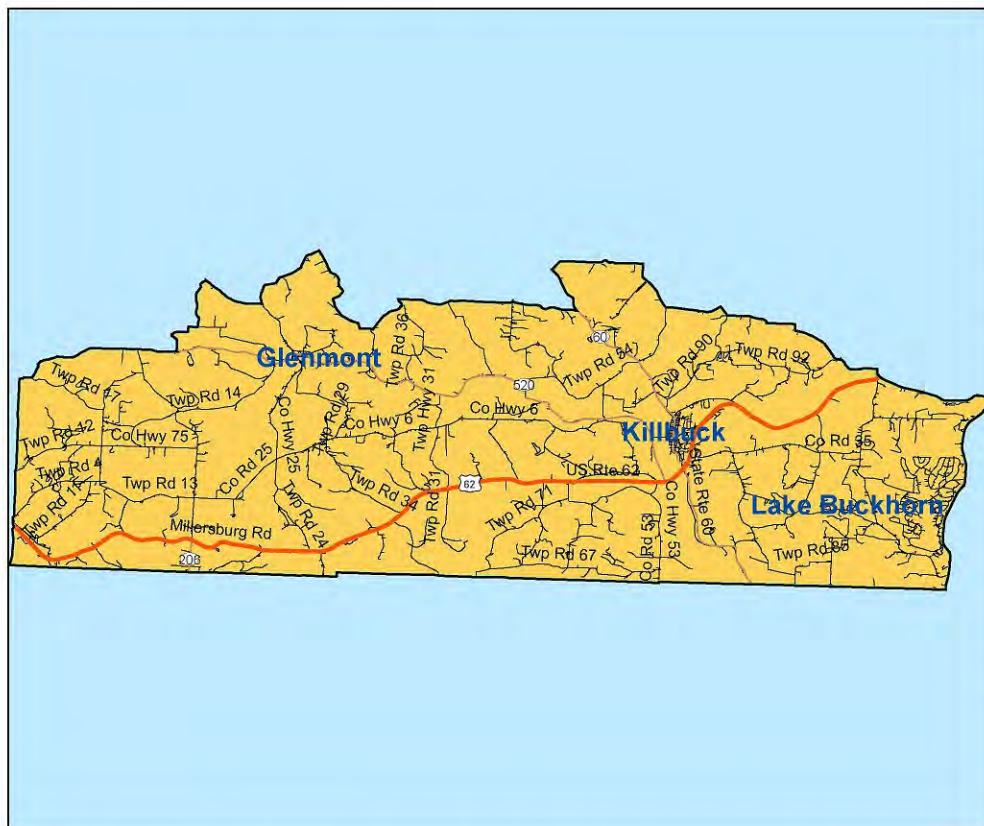 Glenmont
Twp Rd 36
60
Twp Rd 54
Twp Rd 90
Twp Rd 92
Twp Rd 47
Twp Rd 14
Co Hwy 25
Twp Rd 29
Co Hwy 6
Twp Hwy 31
520
Co Hwy 6
Killbuck
Co Rd 35
Twp Rd 12
Co Hwy 75
Twp Rd 4
Twp Rd 13
Co Rd 25
Twp Rd 34
Twp Rd 31
62
US Rte 62
Twp Rd 71
Co Hwy 53
State Rte 60
Lake Buckhorn
Twp Rd
Millersburg Rd
206
Twp Rd 24
Twp Rd 67
Co Rd 53
Twp Rd 85